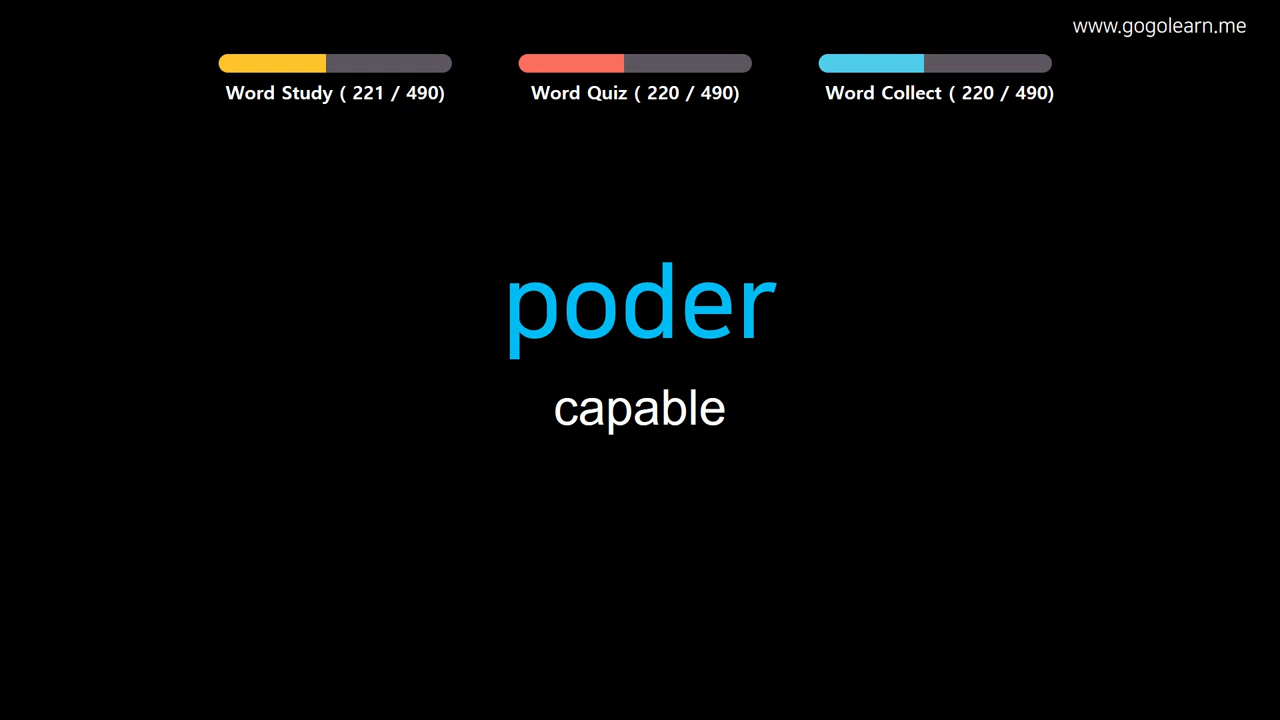 www.gogolearn.me
Word Study ( 221 / 490)
Word Quiz ( 220 / 490)
Word Collect ( 220 / 490)
poder
capable